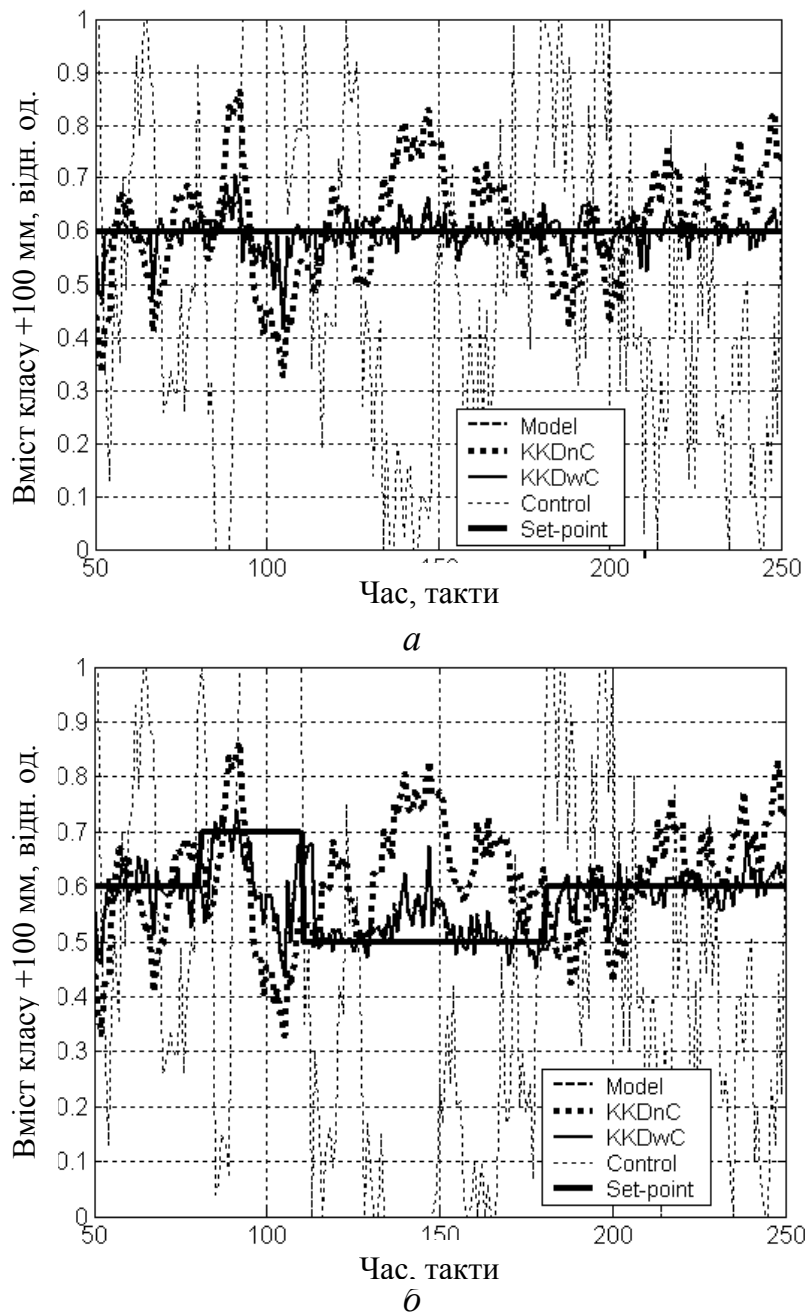 1
0.9
0.8
0.7
0.6
0.5
0.4
0.3
0.2
0.1
0
Вміст класу +100 мм, відн. од.
Model
KKDnC
KKDwC
Control
Set-point
50 100 150 200 250
Час, такти
а
1
0.9
0.8
0.7
0.6
0.5
0.4
0.3
0.2
0.1
0
Вміст класу +100 мм, відн. од.
Model
KKDnC
KKDwC
Control
Set-point
50 100 150 200 250
Час, такти
б